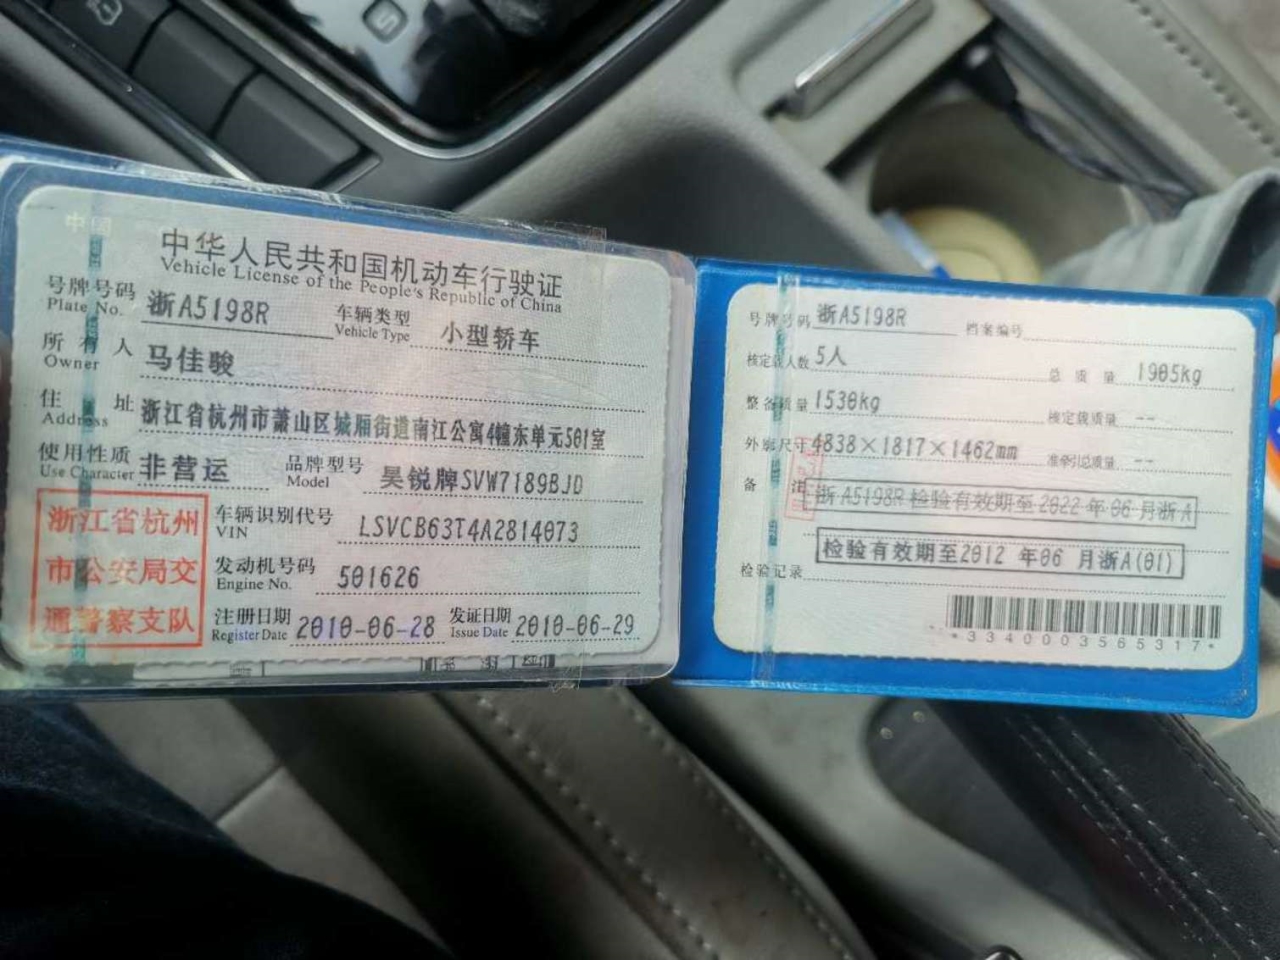 中国
中华人民共和国机动车行驶证
Vehicle License of the People's Republic of China
号牌号码 浙A5198R 车辆类型 小型轿车
Plate No. Vehicle Type
所有人 马佳骏
Owner
住址 浙江省杭州市萧山区城厢街道南江公寓4幢东单元501室
Address
使用性质 非营运 品牌型号 昊锐牌SVW7189BJD
Use Character Model
浙江省杭州
市公安局交
通警察支队
车辆识别代号 LSVCB63T4A2814073
VIN
发动机号码 501626
Engine No.
注册日期 2010-06-28 发证日期 2010-06-29
Register Date Issue Date
号牌号码 浙A5198R 档案编号
核定载人数 5人 总质量 1905kg
整备质量 1530kg 核定载质量 --
外廓尺寸 4838×1817×1462mm 准牵引总质量 --
备注 浙A5198R 检验有效期至2022年06月浙A
检验有效期至2012 年06 月浙A(01)
检验记录
*3340003565317*
S